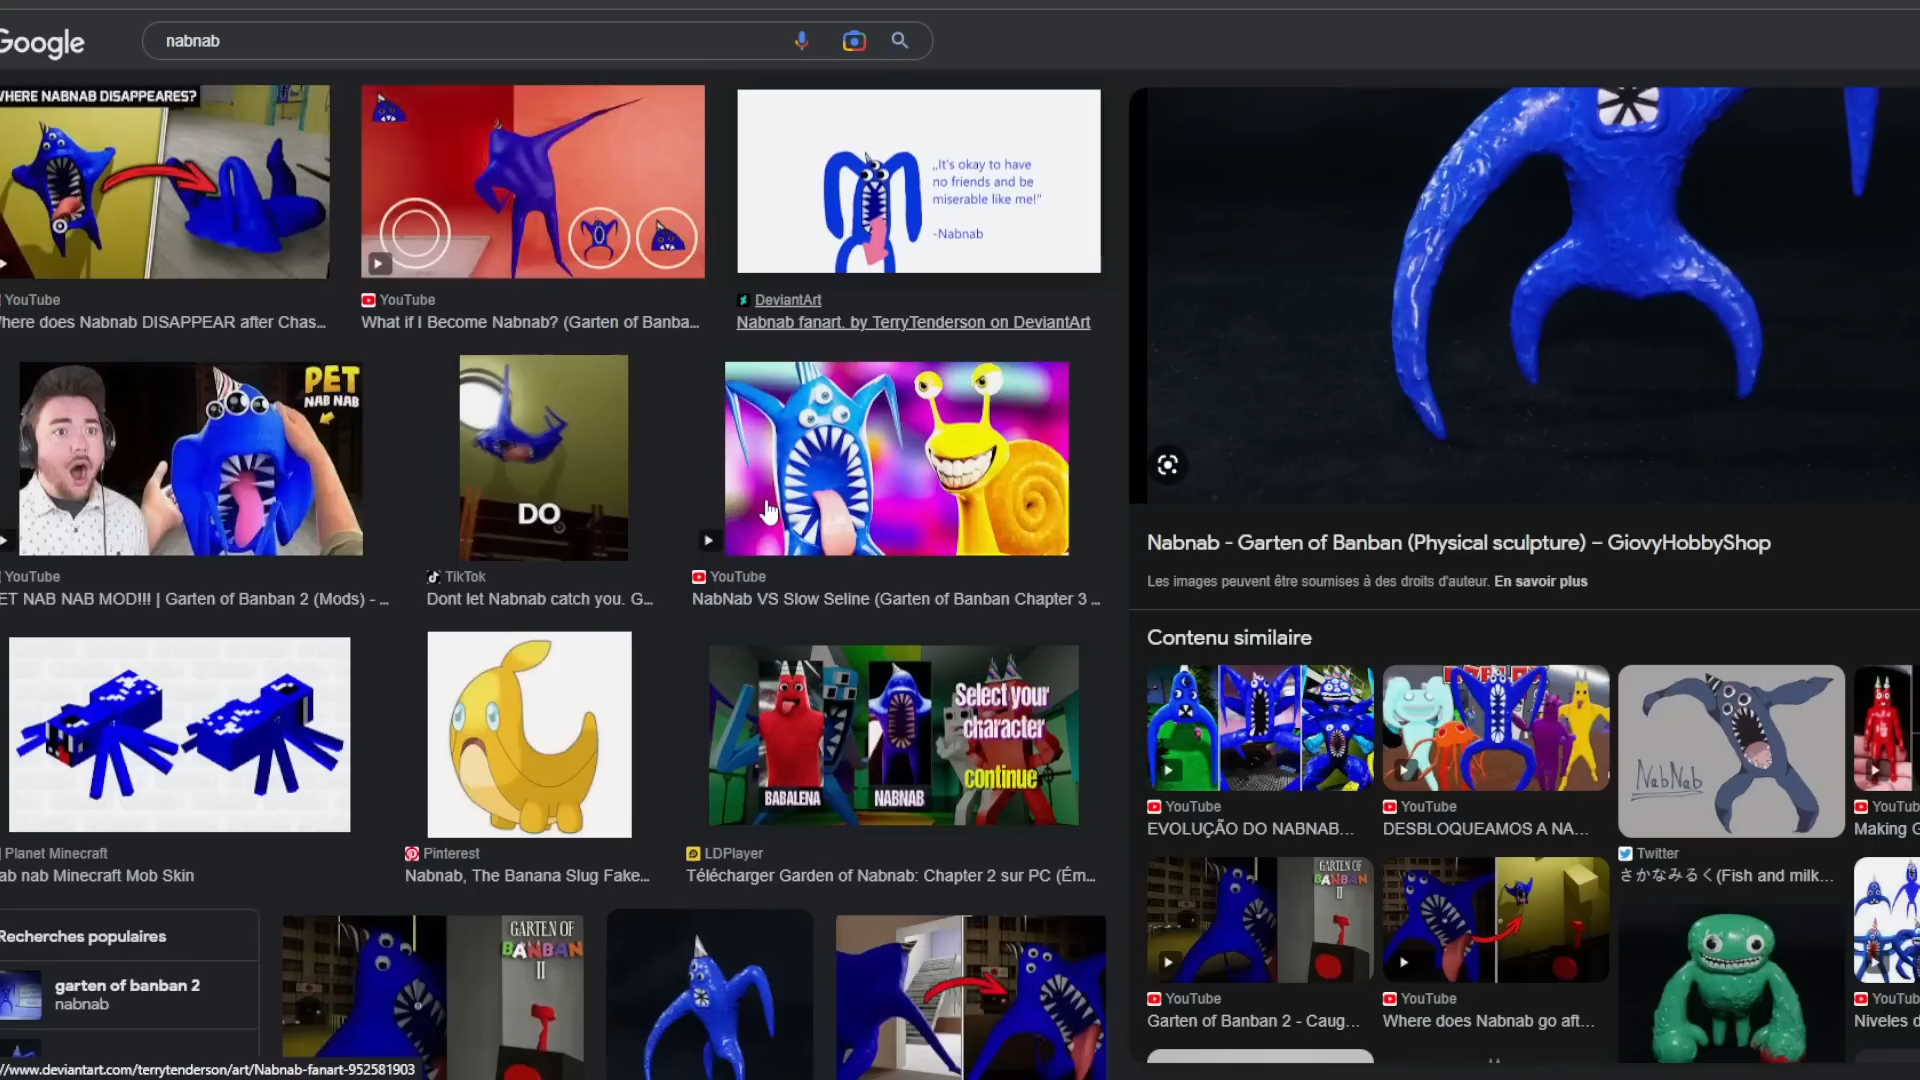 Google
nabnab
WHERE NABNAB DISAPPEARES?
„It's okay to have
no friends and be
miserable like me!"
-Nabnab
YouTube
Where does Nabnab DISAPPEAR after Chas...
YouTube
What if I Become Nabnab? (Garten of Banba...
DeviantArt
Nabnab fanart. by TerryTenderson on DeviantArt
PET
NAB NAB
DO
YouTube
ET NAB NAB MOD!!! | Garten of Banban 2 (Mods) - ...
TikTok
Dont let Nabnab catch you. G...
YouTube
NabNab VS Slow Seline (Garten of Banban Chapter 3 ...
Select your
character
continue
BABALENA
NABNAB
Planet Minecraft
ab nab Minecraft Mob Skin
Pinterest
Nabnab, The Banana Slug Fake...
LDPlayer
Télécharger Garden of Nabnab: Chapter 2 sur PC (Ém...
Recherches populaires
garten of banban 2
nabnab
GARTEN OF
BANBAN
II
//www.deviantart.com/terrytenderson/art/Nabnab-fanart-952581903
Nabnab - Garten of Banban (Physical sculpture) – GiovyHobbyShop
Les images peuvent être soumises à des droits d'auteur. En savoir plus
Contenu similaire
NabNab
YouTube
EVOLUÇÃO DO NABNAB...
YouTube
DESBLOQUEAMOS A NA...
Twitter
さかなみるく(Fish and milk...
YouTub
Making G
GARTEN OF
BANBAN
II
YouTube
Garten of Banban 2 - Caug...
YouTube
Where does Nabnab go aft...
YouTub
Niveles d